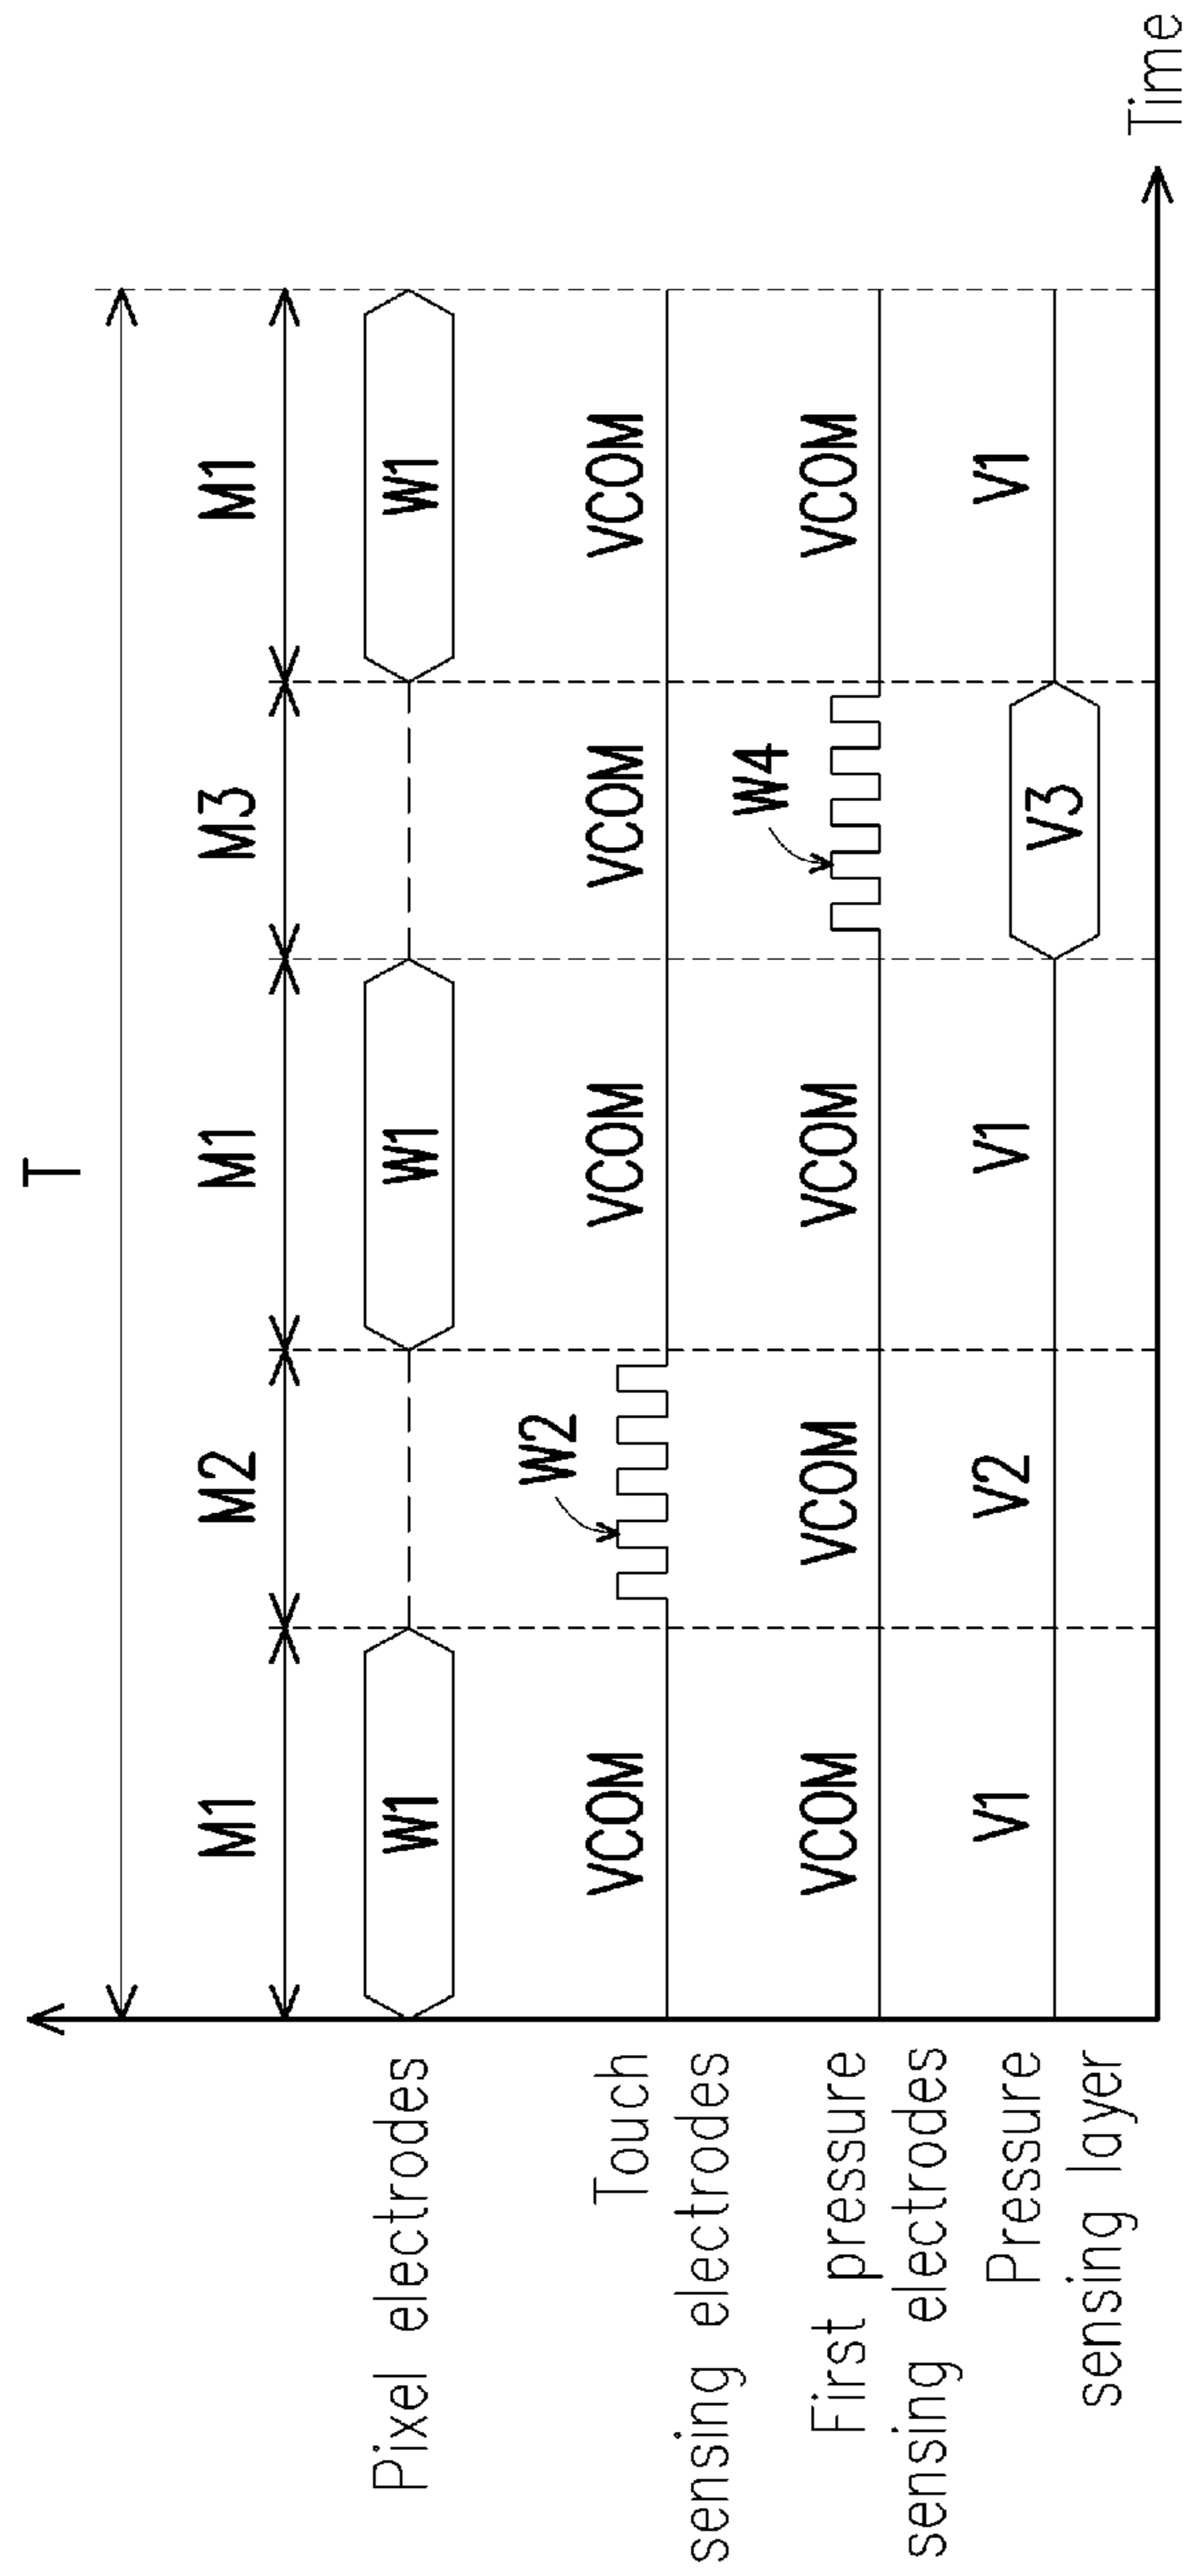 T
M1 M2 M1 M3 M1
Pixel electrodes W1 W1 W1
W2
Touch VCOM VCOM VCOM VCOM
sensing electrodes
W4
First pressure VCOM VCOM VCOM VCOM
sensing electrodes
Pressure V1 V2 V1 V3 V1
sensing layer
Time